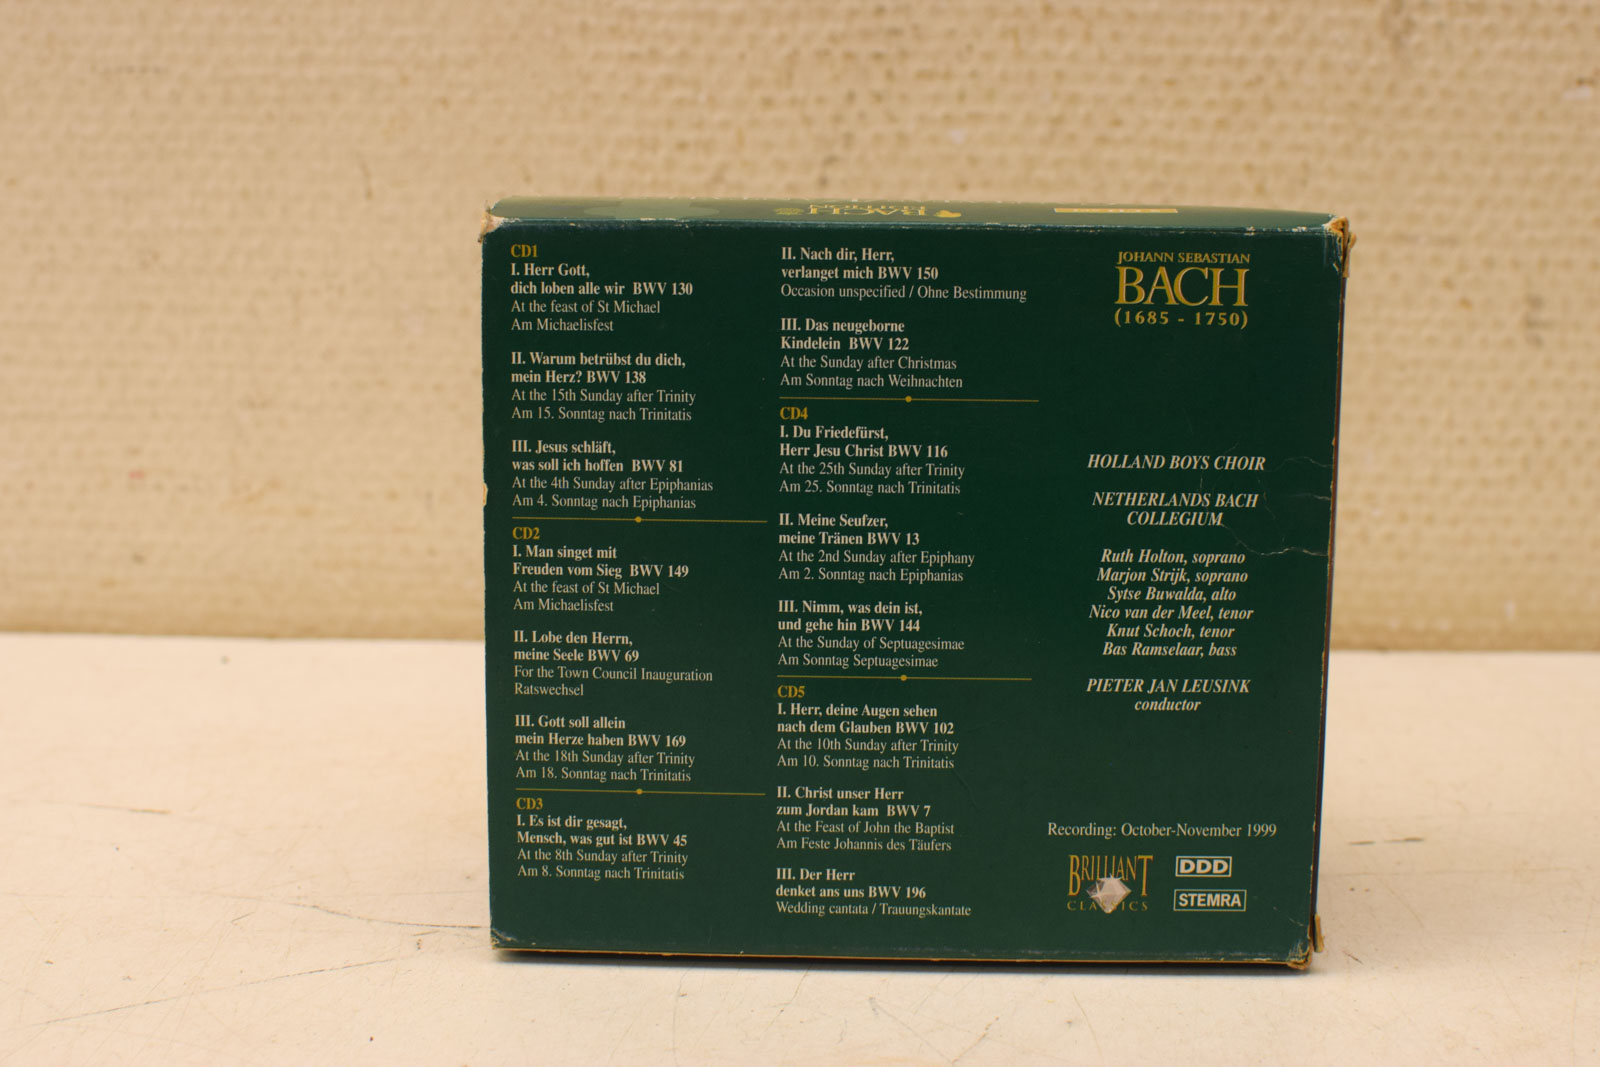 BACH
EDITION
CD1
I. Herr Gott,
dich loben alle wir BWV 130
At the feast of St Michael
Am Michaelisfest
II. Warum betrübst du dich,
mein Herz? BWV 138
At the 15th Sunday after Trinity
Am 15. Sonntag nach Trinitatis
III. Jesus schläft,
was soll ich hoffen BWV 81
At the 4th Sunday after Epiphanias
Am 4. Sonntag nach Epiphanias
CD2
I. Man singet mit
Freuden vom Sieg BWV 149
At the feast of St Michael
Am Michaelisfest
II. Lobe den Herrn,
meine Seele BWV 69
For the Town Council Inauguration
Ratswechsel
III. Gott soll allein
mein Herze haben BWV 169
At the 18th Sunday after Trinity
Am 18. Sonntag nach Trinitatis
CD3
I. Es ist dir gesagt,
Mensch, was gut ist BWV 45
At the 8th Sunday after Trinity
Am 8. Sonntag nach Trinitatis
II. Nach dir, Herr,
verlanget mich BWV 150
Occasion unspecified / Ohne Bestimmung
III. Das neugeborne
Kindelein BWV 122
At the Sunday after Christmas
Am Sonntag nach Weihnachten
CD4
I. Du Friedefürst,
Herr Jesu Christ BWV 116
At the 25th Sunday after Trinity
Am 25. Sonntag nach Trinitatis
II. Meine Seufzer,
meine Tränen BWV 13
At the 2nd Sunday after Epiphany
Am 2. Sonntag nach Epiphanias
III. Nimm, was dein ist,
und gehe hin BWV 144
At the Sunday of Septuagesimae
Am Sonntag Septuagesimae
CD5
I. Herr, deine Augen sehen
nach dem Glauben BWV 102
At the 10th Sunday after Trinity
Am 10. Sonntag nach Trinitatis
II. Christ unser Herr
zum Jordan kam BWV 7
At the Feast of John the Baptist
Am Feste Johannis des Täufers
III. Der Herr
denket ans uns BWV 196
Wedding cantata / Trauungskantate
JOHANN SEBASTIAN
BACH
(1685 - 1750)
HOLLAND BOYS CHOIR
NETHERLANDS BACH
COLLEGIUM
Ruth Holton, soprano
Marjon Strijk, soprano
Sytse Buwalda, alto
Nico van der Meel, tenor
Knut Schoch, tenor
Bas Ramselaar, bass
PIETER JAN LEUSINK
conductor
Recording: October-November 1999
BRILLIANT
CLASSICS
DDD
STEMRA